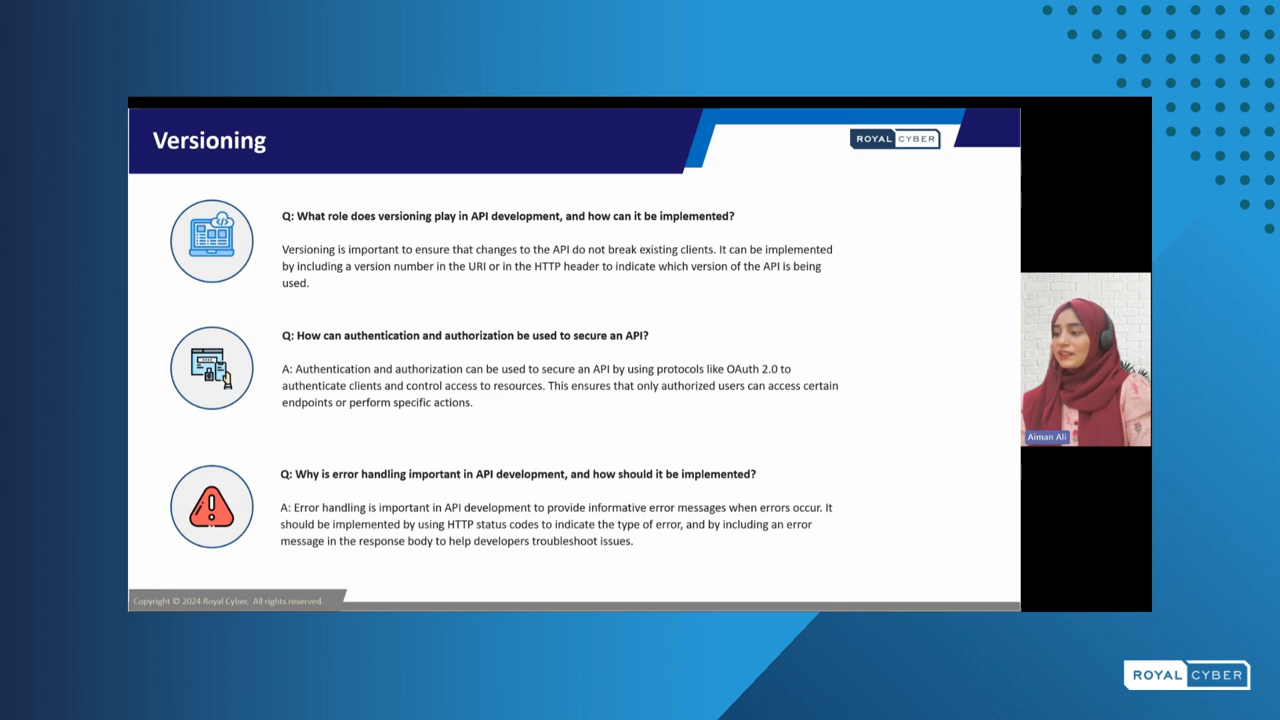 Versioning
ROYAL CYBER
Q: What role does versioning play in API development, and how can it be implemented?
Versioning is important to ensure that changes to the API do not break existing clients. It can be implemented
by including a version number in the URI or in the HTTP header to indicate which version of the API is being
used.
Q: How can authentication and authorization be used to secure an API?
A: Authentication and authorization can be used to secure an API by using protocols like OAuth 2.0 to
authenticate clients and control access to resources. This ensures that only authorized users can access certain
endpoints or perform specific actions.
Aiman Ali
Q: Why is error handling important in API development, and how should it be implemented?
A: Error handling is important in API development to provide informative error messages when errors occur. It
should be implemented by using HTTP status codes to indicate the type of error, and by including an error
message in the response body to help developers troubleshoot issues.
Copyright © 2024 Royal Cyber. All rights reserved.
ROYAL CYBER